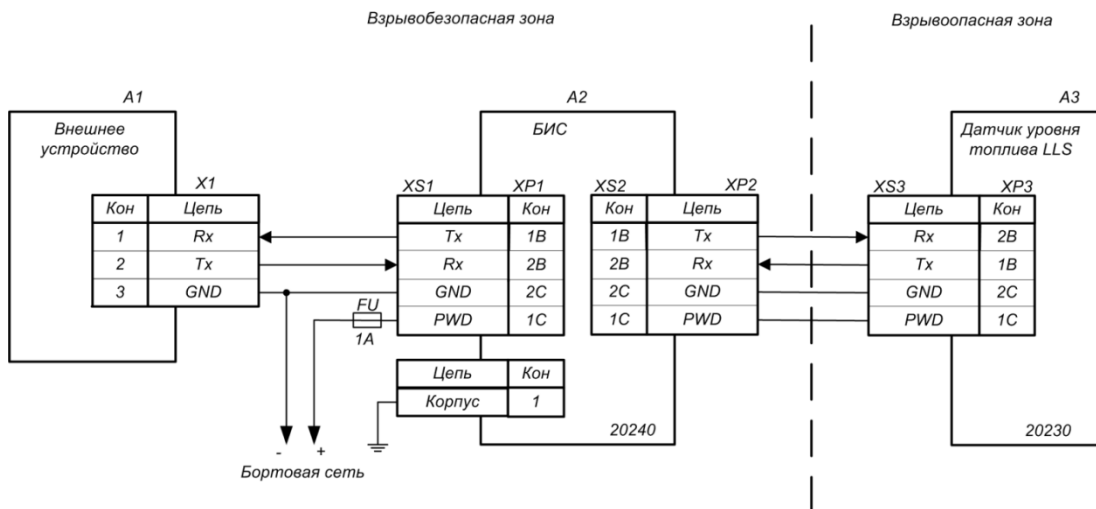 Взрывобезопасная зона
Взрывоопасная зона
A1
Внешнее
устройство
X1
Кон Цепь
1 Rx
2 Tx
3 GND
A2
БИС
XS1 XP1
Цепь Кон
Tx 1B
Rx 2B
GND 2C
PWD 1C
FU
1A
Цепь Кон
Корпус 1
XS2 XP2
Кон Цепь
1B Tx
2B Rx
2C GND
1C PWD
20240
- +
Бортовая сеть
A3
Датчик уровня
топлива LLS
XS3 XP3
Цепь Кон
Rx 2B
Tx 1B
GND 2C
PWD 1C
20230